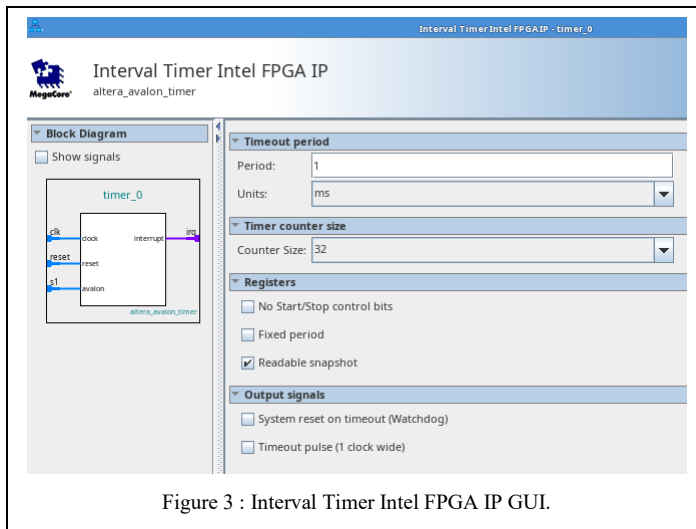 Interval Timer Intel FPGA IP - timer_0
Interval Timer Intel FPGA IP
altera_avalon_timer
MegaCore®
Block Diagram
Show signals
timer_0
clk
clock
interrupt
irq
reset
reset
s1
avalon
altera_avalon_timer
Timeout period
Period: 1
Units: ms
Timer counter size
Counter Size: 32
Registers
No Start/Stop control bits
Fixed period
Readable snapshot
Output signals
System reset on timeout (Watchdog)
Timeout pulse (1 clock wide)
Figure 3 : Interval Timer Intel FPGA IP GUI.